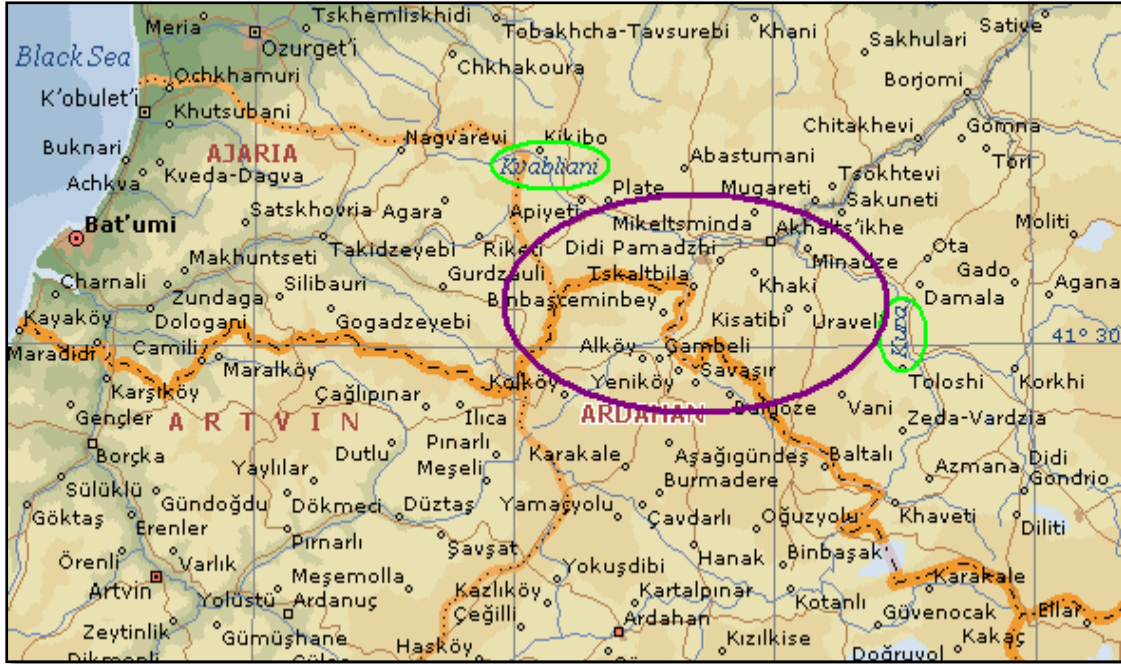 Meria
Tskhemliskhidi
Tobakhcha-Tavsurebi
Khani
Sative
Ozurget'i
Sakhulari
Black Sea
Chkhakoura
Ochkhamuri
Borjomi
K'obulet'i
Khutsubani
Chitakhevi
Gomna
Nagvarevi
Kikibo
Buknari
AJARIA
Tori
Kvabliani
Abastumani
Achkva
Kveda-Dagva
Tsokhtevi
Plate
Mugareti
Sakuneti
Satskhovria
Agara
Apiyeti
Mikeltsminda
Moliti
Bat'umi
Akhalts'ikhe
Takidzeyebi
Riketi
Didi Pamadzhi
Ota
Makhuntseti
Minadze
Gurdzauli
Tskaltbila
Gado
Charnali
Silibauri
Khaki
Damala
Agana
Zundaga
Binbasceminbey
Kayaköy
Dologani
Gogadzeyebi
Kisatibi
Uraveli
Kura
41° 30
Maradidi
Camili
Alköy
Gambeli
Maralköy
Savaşır
Karşıköy
Kolköy
Yeniköy
Toloshi
Korkhi
Çağlıpınar
Gençler
ARTVIN
Ilıca
ARDAHAN
Vani
Zeda-Vardzia
Borçka
Dutlu
Pınarlı
Karakale
Aşağıgündeş
Baltalı
Didi
Yaylılar
Meşeli
Azmana
Gondrio
Sülüklü
Burmadere
Gündoğdu
Dökmeci
Düztaş
Yamaçyolu
Göktaş
Erenler
Çavdarlı
Oğuzyolu
Khaveti
Diliti
Pırnarlı
Şavşat
Örenli
Varlık
Hanak
Binbaşak
Yokuşdibi
Artvin
Meşemolla
Karakale
Yolüstü
Ardanuç
Kazlıköy
Kartalpınar
Kotanlı
Güvenocak
Ellar
Çeğilli
Zeytinlik
Gümüşhane
Ardahan
Hasköy
Kızılkise
Kakaç
Doğruyol
Dikmenli